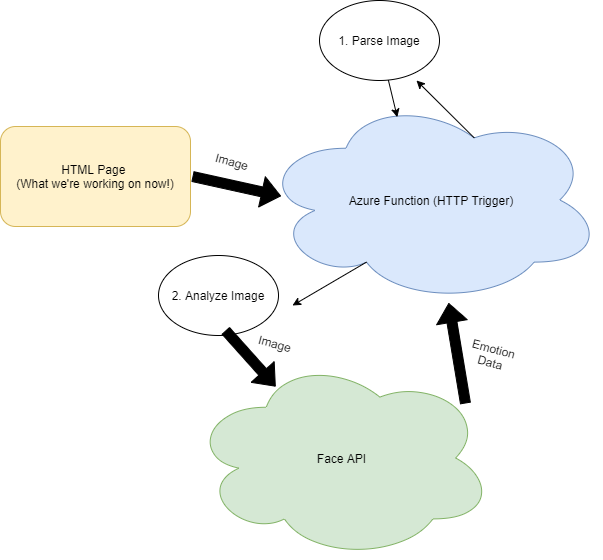 1. Parse Image
HTML Page
(What we're working on now!)
Image
Azure Function (HTTP Trigger)
2. Analyze Image
Image
Emotion
Data
Face API